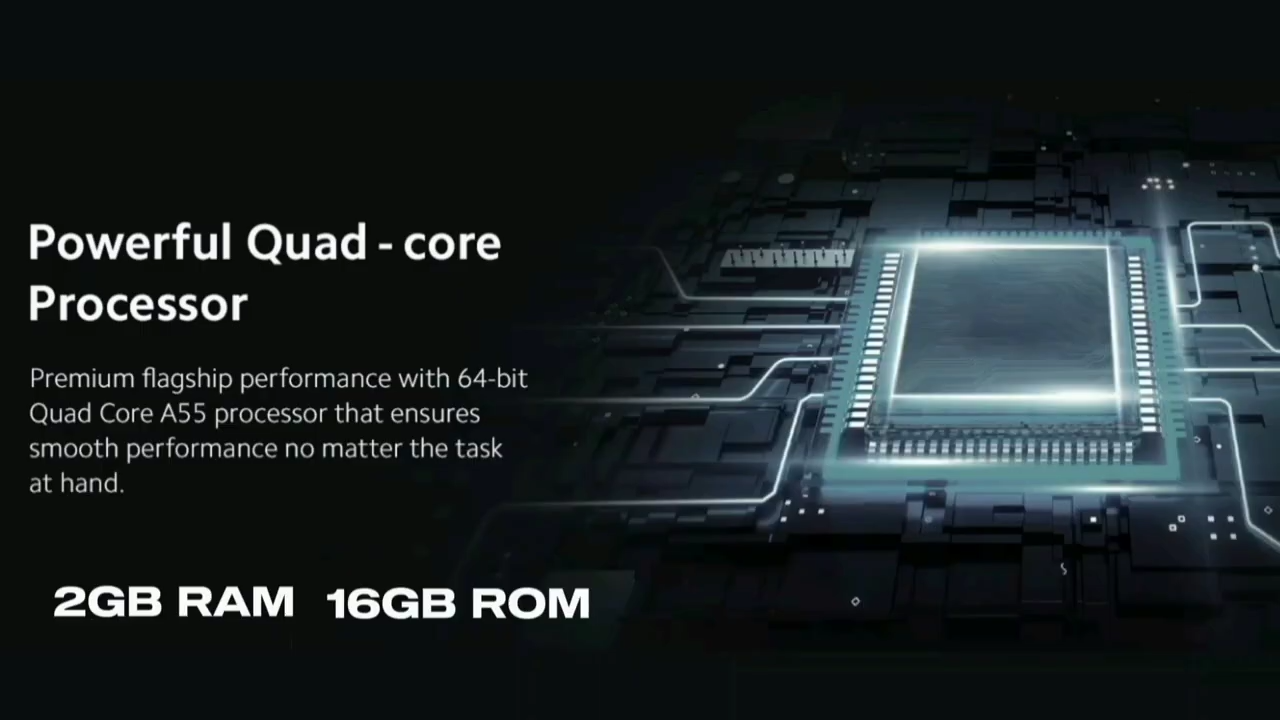 Powerful Quad - core
Processor
Premium flagship performance with 64-bit
Quad Core A55 processor that ensures
smooth performance no matter the task
at hand.
2GB RAM 16GB ROM